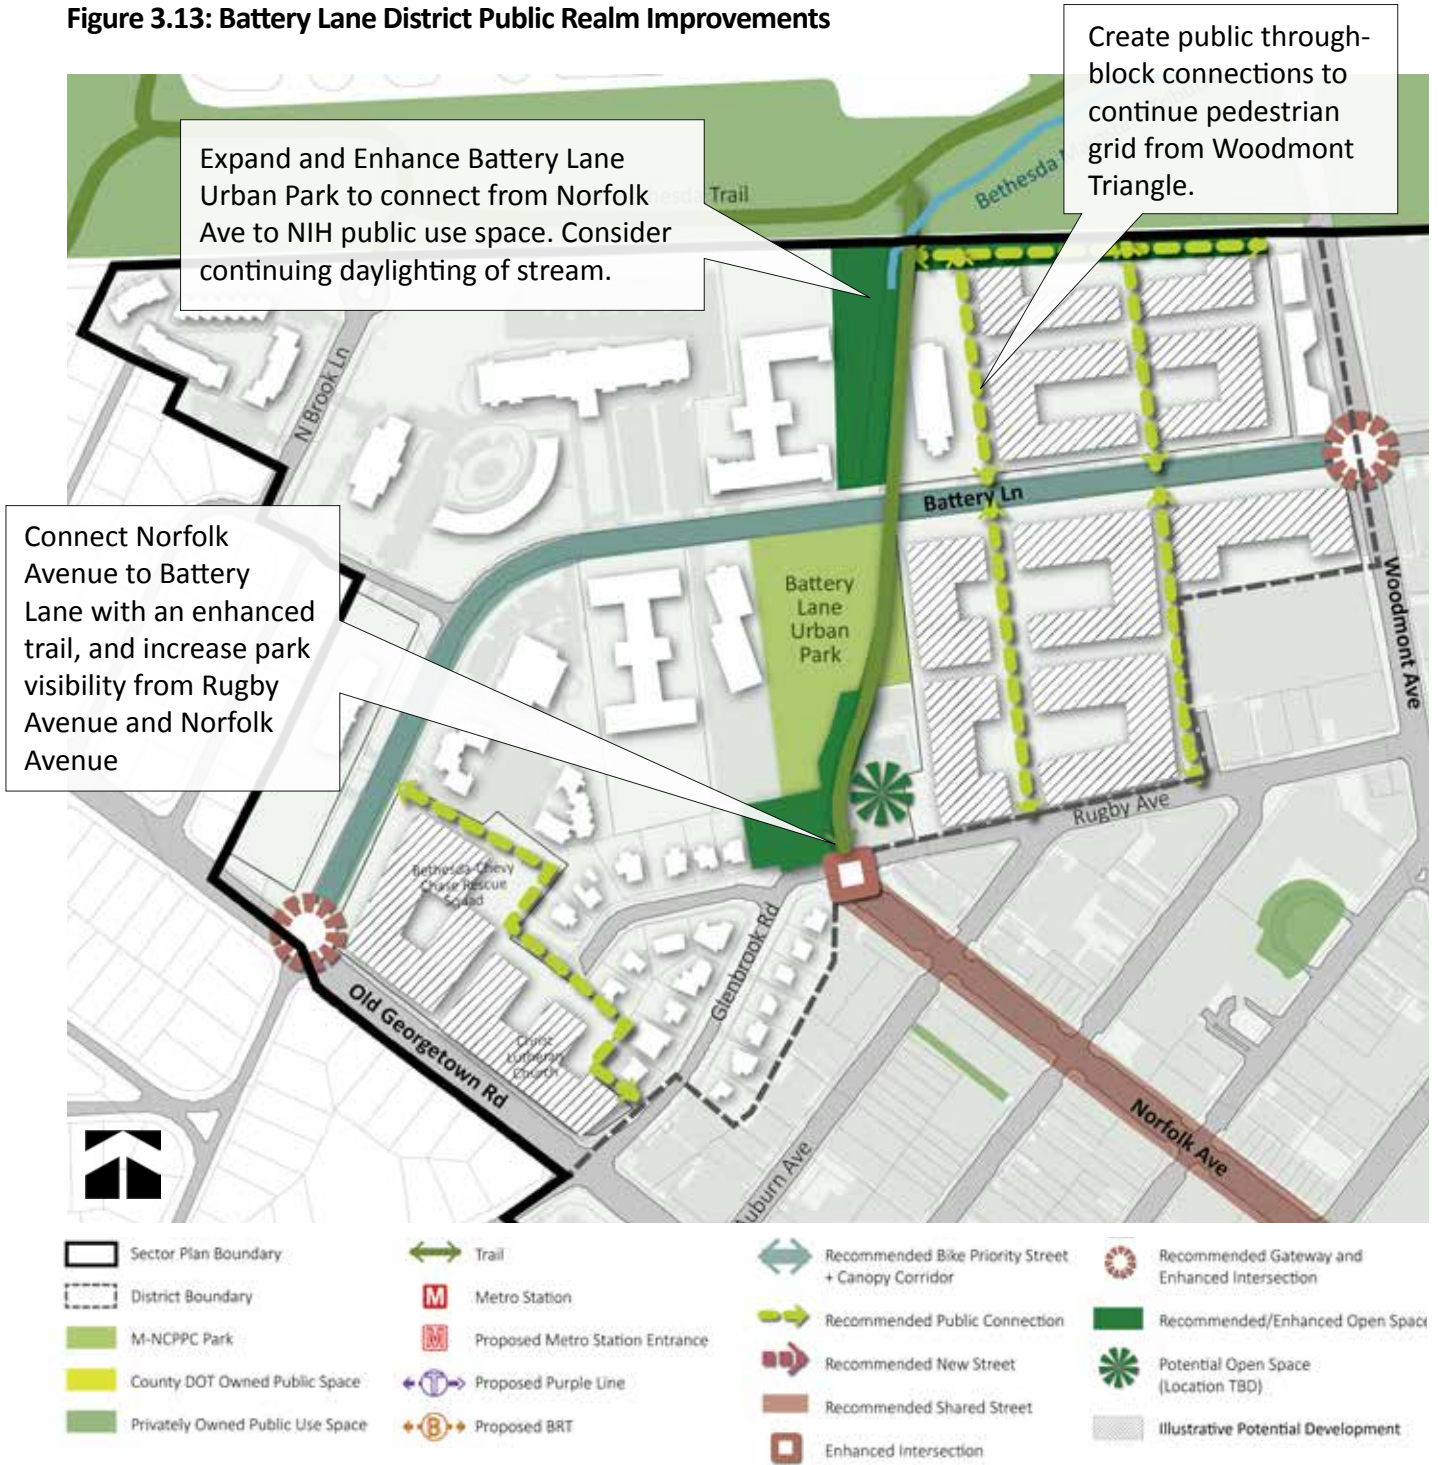 Figure 3.13: Battery Lane District Public Realm Improvements
Create public through-
block connections to
continue pedestrian
grid from Woodmont
Triangle.
Expand and Enhance Battery Lane
Urban Park to connect from Norfolk
Ave to NIH public use space. Consider
continuing daylighting of stream.
Trail
Bethesda
N Brook Ln
Battery Ln
Connect Norfolk
Avenue to Battery
Lane with an enhanced
trail, and increase park
visibility from Rugby
Avenue and Norfolk
Avenue
Battery
Lane
Urban
Park
Woodmont Ave
Rugby Ave
Bethesda-Chevy
Chase Rescue
Squad
Glenbrook Rd
Old Georgetown Rd
Christ
Lutheran
Church
Norfolk Ave
Auburn Ave
Sector Plan Boundary
District Boundary
M-NCPPC Park
County DOT Owned Public Space
Privately Owned Public Use Space
Trail
M
Metro Station
M
Proposed Metro Station Entrance
T
Proposed Purple Line
B
Proposed BRT
Recommended Bike Priority Street
+ Canopy Corridor
Recommended Public Connection
Recommended New Street
Recommended Shared Street
Enhanced Intersection
Recommended Gateway and
Enhanced Intersection
Recommended/Enhanced Open Space
Potential Open Space
(Location TBD)
Illustrative Potential Development